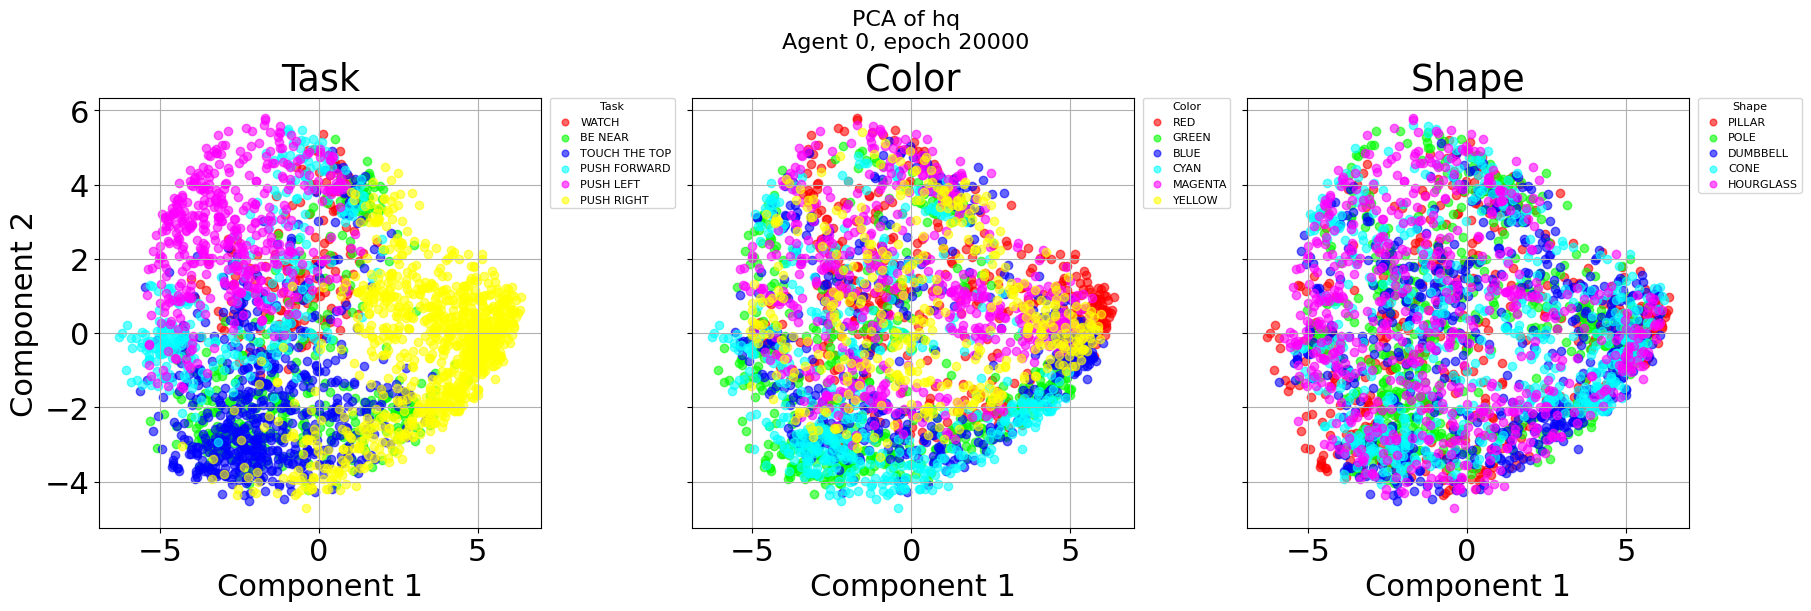 PCA of hq
Agent 0, epoch 20000
Task
Color
Shape
Task
WATCH
BE NEAR
TOUCH THE TOP
PUSH FORWARD
PUSH LEFT
PUSH RIGHT
Color
RED
GREEN
BLUE
CYAN
MAGENTA
YELLOW
Shape
PILLAR
POLE
DUMBBELL
CONE
HOURGLASS
Component 2
6
4
2
0
−2
−4
−5 0 5
−5 0 5
−5 0 5
Component 1
Component 1
Component 1